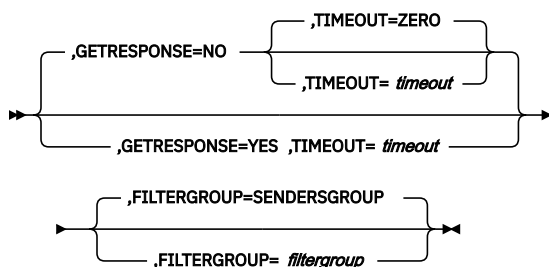 ,TIMEOUT=ZERO
,GETRESPONSE=NO
,TIMEOUT= timeout
,GETRESPONSE=YES ,TIMEOUT= timeout
,FILTERGROUP=SENDERSGROUP
,FILTERGROUP= filtergroup